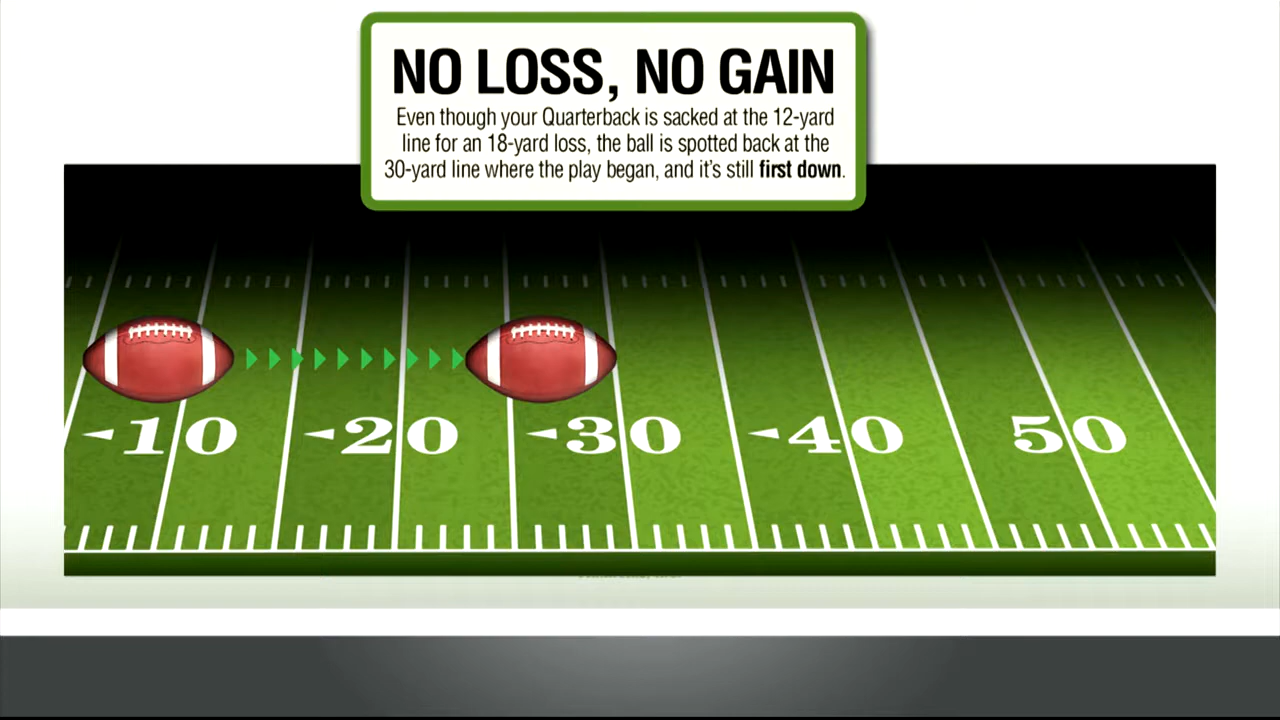 NO LOSS, NO GAIN
Even though your Quarterback is sacked at the 12-yard
line for an 18-yard loss, the ball is spotted back at the
30-yard line where the play began, and it's still first down.
10 20 30 40 50